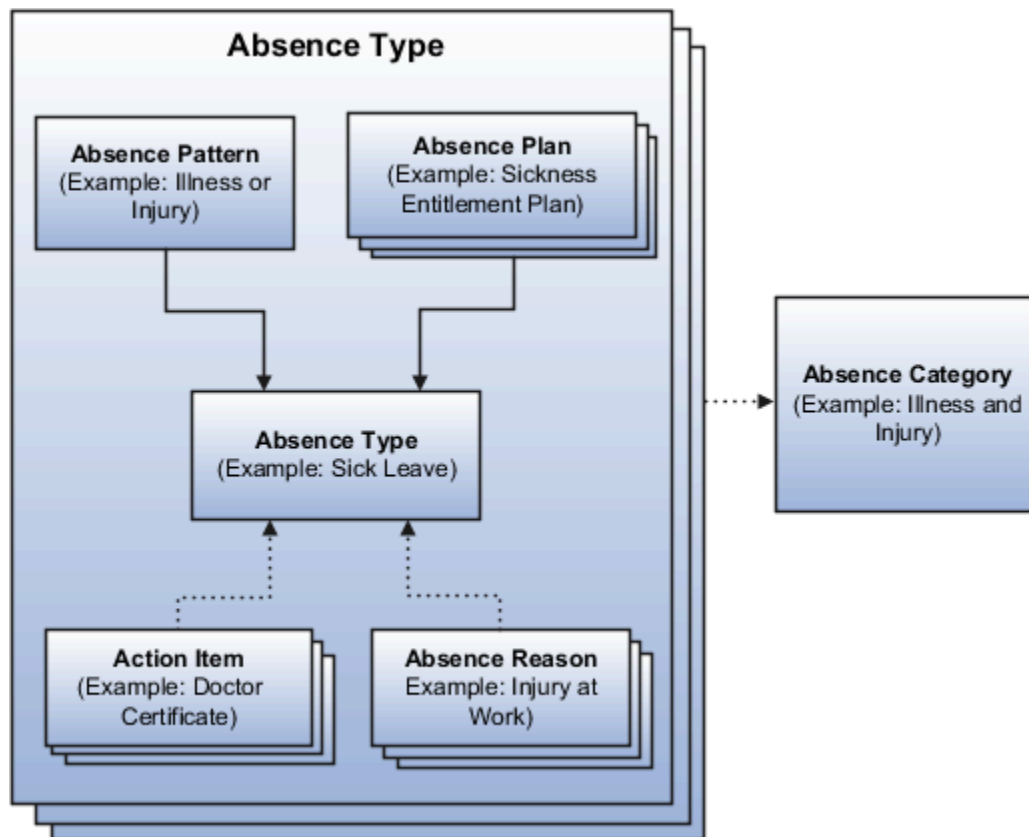 Absence Type
Absence Pattern
(Example: Illness or
Injury)
Absence Plan
(Example: Sickness
Entitlement Plan)
Absence Type
(Example: Sick Leave)
Absence Category
(Example: Illness and
Injury)
Action Item
(Example: Doctor
Certificate)
Absence Reason
Example: Injury at
Work)